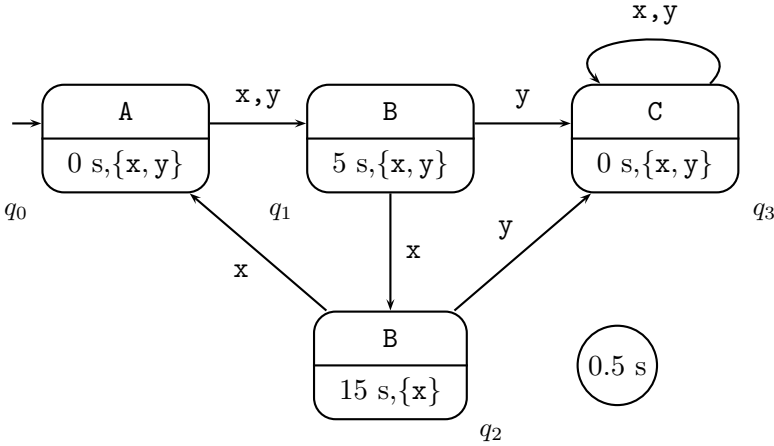 x,y
A
x,y
B
y
C
0 s,{x, y}
5 s,{x, y}
0 s,{x, y}
q0
q1
q3
x
x
y
B
15 s,{x}
0.5 s
q2